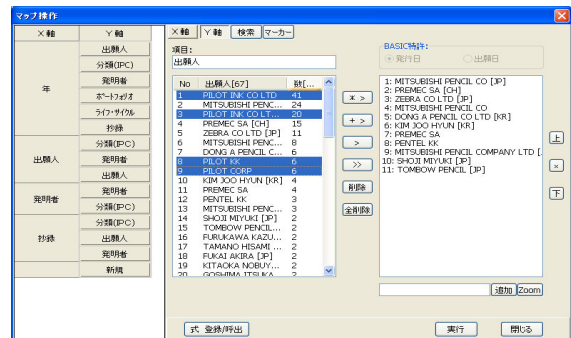 マップ操作
X 軸
Y 軸
年
出願人
分類(IPC)
発明者
ポートフォリオ
ライフ・サイクル
抄録
出願人
分類(IPC)
発明者
出願人
発明者
発明者
分類(IPC)
抄録
分類(IPC)
出願人
発明者
新規
X 軸
Y 軸
検索
マーカー
項目:
出願人
No 出願人[67] 数[...
1 PILOT INK CO LTD 41
2 MITSUBISHI PENC... 24
3 PILOT INK CO LT... 20
4 PREMEC SA [CH] 15
5 ZEBRA CO LTD [JP] 11
6 MITSUBISHI PENC... 8
7 DONG A PENCIL C... 6
8 PILOT KK 6
9 PILOT CORP 6
10 KIM JOO HYUN [KR] 4
11 PREMEC SA 4
12 PENTEL KK 3
13 MITSUBISHI PENC... 3
14 SHOJI MIYUKI [JP] 3
15 TOMBOW PENCIL... 2
16 FURUKAWA KAZU... 2
17 TAMANO HISAMI ... 2
18 FUKAI AKIRA [JP] 2
19 KITAOKA NOBUY... 2
20 GOSHIMA ITSUKA 2
* >
+ >
>
>>
削除
全削除
BASIC特許:
発行日
出願日
1: MITSUBISHI PENCIL CO [JP]
2: PREMEC SA [CH]
3: ZEBRA CO LTD [JP]
4: MITSUBISHI PENCIL CO
5: DONG A PENCIL CO LTD [KR]
6: KIM JOO HYUN [KR]
7: PREMEC SA
8: PENTEL KK
9: MITSUBISHI PENCIL COMPANY LTD [.
10: SHOJI MIYUKI [JP]
11: TOMBOW PENCIL [JP]
上
×
下
追加
Zoom
式 登録/呼出
実行
閉じる